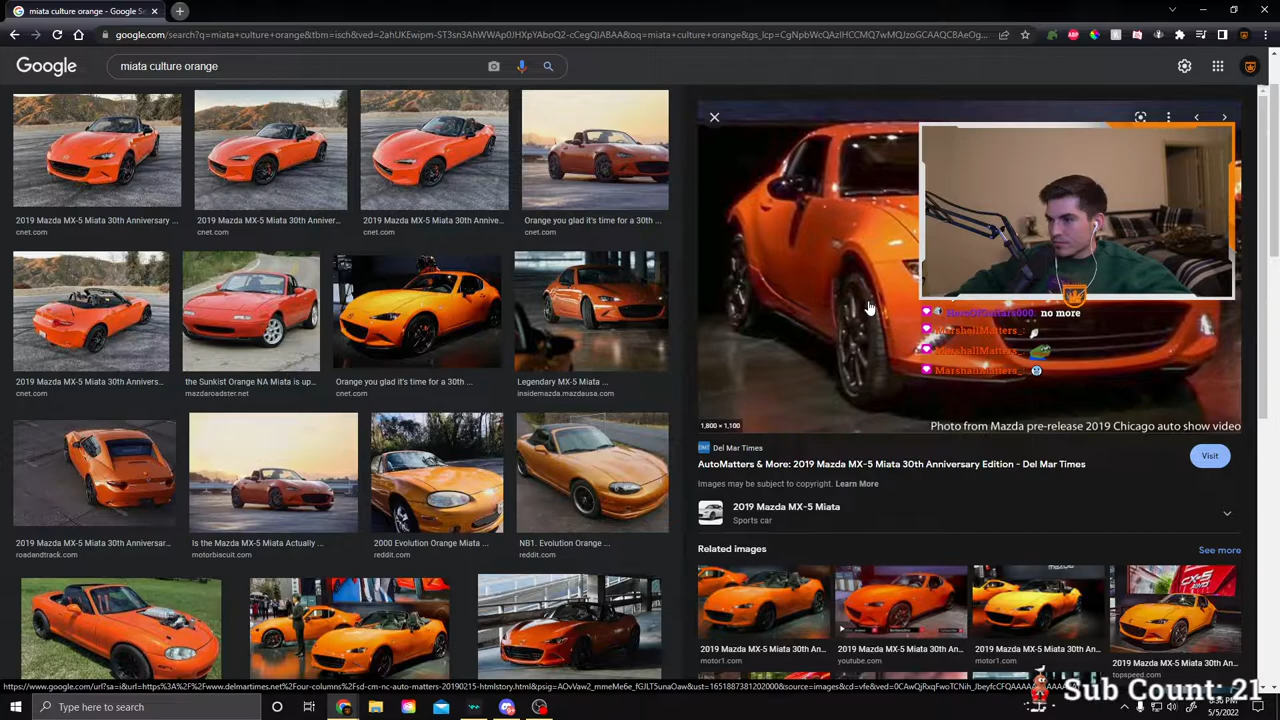 miata culture orange - Google Se
google.com/search?q=miata+culture+orange&tbm=isch&ved=
Google
miata culture orange
2019 Mazda MX-5 Miata 30th Anniversary ...
cnet.com
2019 Mazda MX-5 Miata 30th Anniver...
cnet.com
2019 Mazda MX-5 Miata 30th Annive...
cnet.com
Orange you glad it's time for a 30th ...
cnet.com
2019 Mazda MX-5 Miata 30th Annivers...
cnet.com
the Sunkist Orange NA Miata is up...
mazdaroadster.net
Orange you glad it's time for a 30th ...
cnet.com
Legendary MX-5 Miata ...
insidemazda.mazdausa.com
2019 Mazda MX-5 Miata 30th Anniversar...
roadandtrack.com
Is the Mazda MX-5 Miata Actually ...
motorbiscuit.com
2000 Evolution Orange Miata ...
reddit.com
NB1. Evolution Orange ...
reddit.com
no more
MarshallMatters_:
MarshallMatters_:
MarshallMatters_:
1,800 × 1,100
Photo from Mazda pre-release 2019 Chicago auto show video
Del Mar Times
AutoMatters & More: 2019 Mazda MX-5 Miata 30th Anniversary Edition - Del Mar Times
Visit
Images may be subject to copyright. Learn More
2019 Mazda MX-5 Miata
Sports car
Related images
See more
2019 Mazda MX-5 Miata 30th An...
motor1.com
2019 Mazda MX-5 Miata 30th An...
youtube.com
2019 Mazda MX-5 Miata 30th An...
motor1.com
2019 Mazda MX-5 Miata 30th An...
topspeed.com
Sub Count: 21
Type here to search
5/5/2022